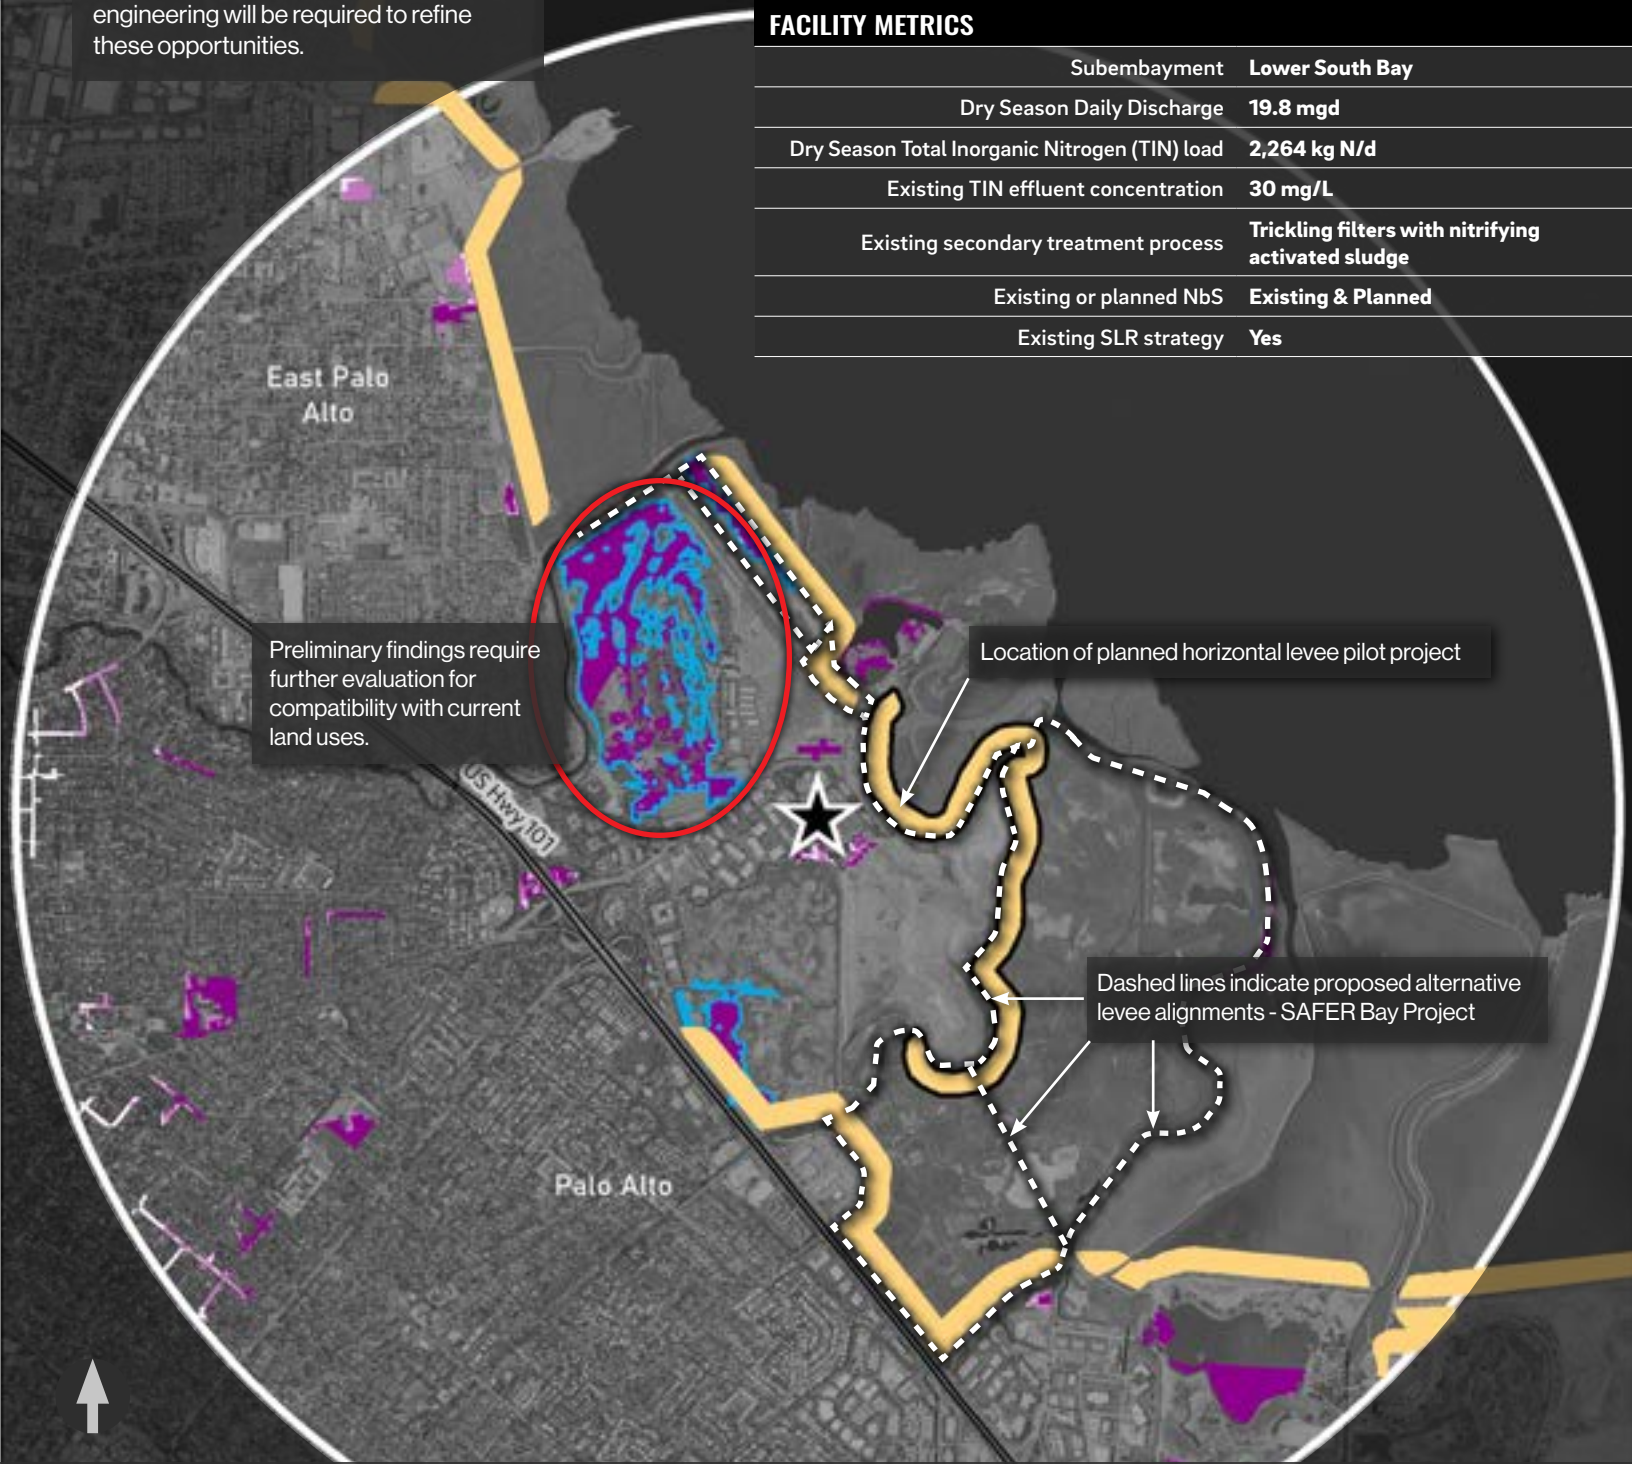 engineering will be required to refine
these opportunities.
FACILITY METRICS
Subembayment Lower South Bay
Dry Season Daily Discharge 19.8 mgd
Dry Season Total Inorganic Nitrogen (TIN) load 2,264 kg N/d
Existing TIN effluent concentration 30 mg/L
Existing secondary treatment process Trickling filters with nitrifying
activated sludge
Existing or planned NbS Existing & Planned
Existing SLR strategy Yes
East Palo
Alto
Preliminary findings require
further evaluation for
compatibility with current
land uses.
Location of planned horizontal levee pilot project
US Hwy 101
Dashed lines indicate proposed alternative
levee alignments - SAFER Bay Project
Palo Alto